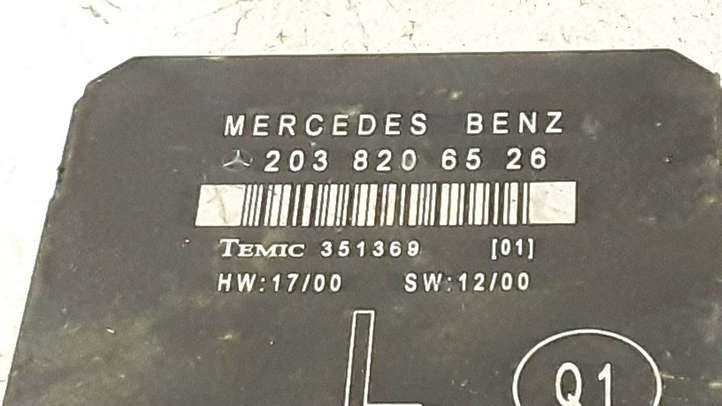 MERCEDES BENZ
203 820 65 26
TEMIC 351369 [01]
HW:17/00 SW:12/00
L
Q1